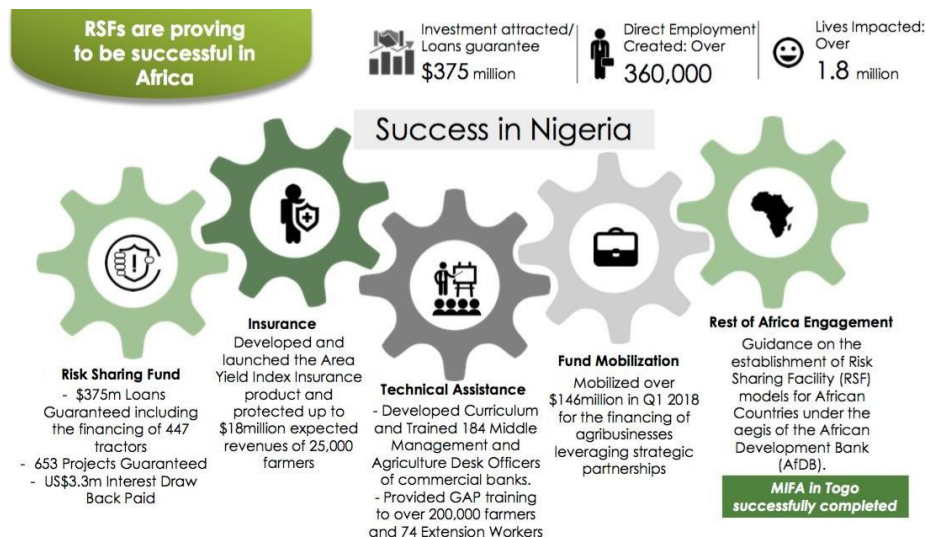 RSFs are proving
to be successful in
Africa
Investment attracted/
Loans guarantee
$375 million
Direct Employment
Created: Over
360,000
Lives Impacted:
Over
1.8 million
Success in Nigeria
Risk Sharing Fund
- $375m Loans
Guaranteed including
the financing of 447
tractors
- 653 Projects Guaranteed
- US$3.3m Interest Draw
Back Paid
Insurance
Developed and
launched the Area
Yield Index Insurance
product and
protected up to
$18million expected
revenues of 25,000
farmers
Technical Assistance
- Developed Curriculum
and Trained 184 Middle
Management and
Agriculture Desk Officers
of commercial banks.
- Provided GAP training
to over 200,000 farmers
and 74 Extension Workers
Fund Mobilization
Mobilized over
$146million in Q1 2018
for the financing of
agribusinesses
leveraging strategic
partnerships
Rest of Africa Engagement
Guidance on the
establishment of Risk
Sharing Facility (RSF)
models for African
Countries under the
aegis of the African
Development Bank
(AfDB).
MIFA in Togo
successfully completed